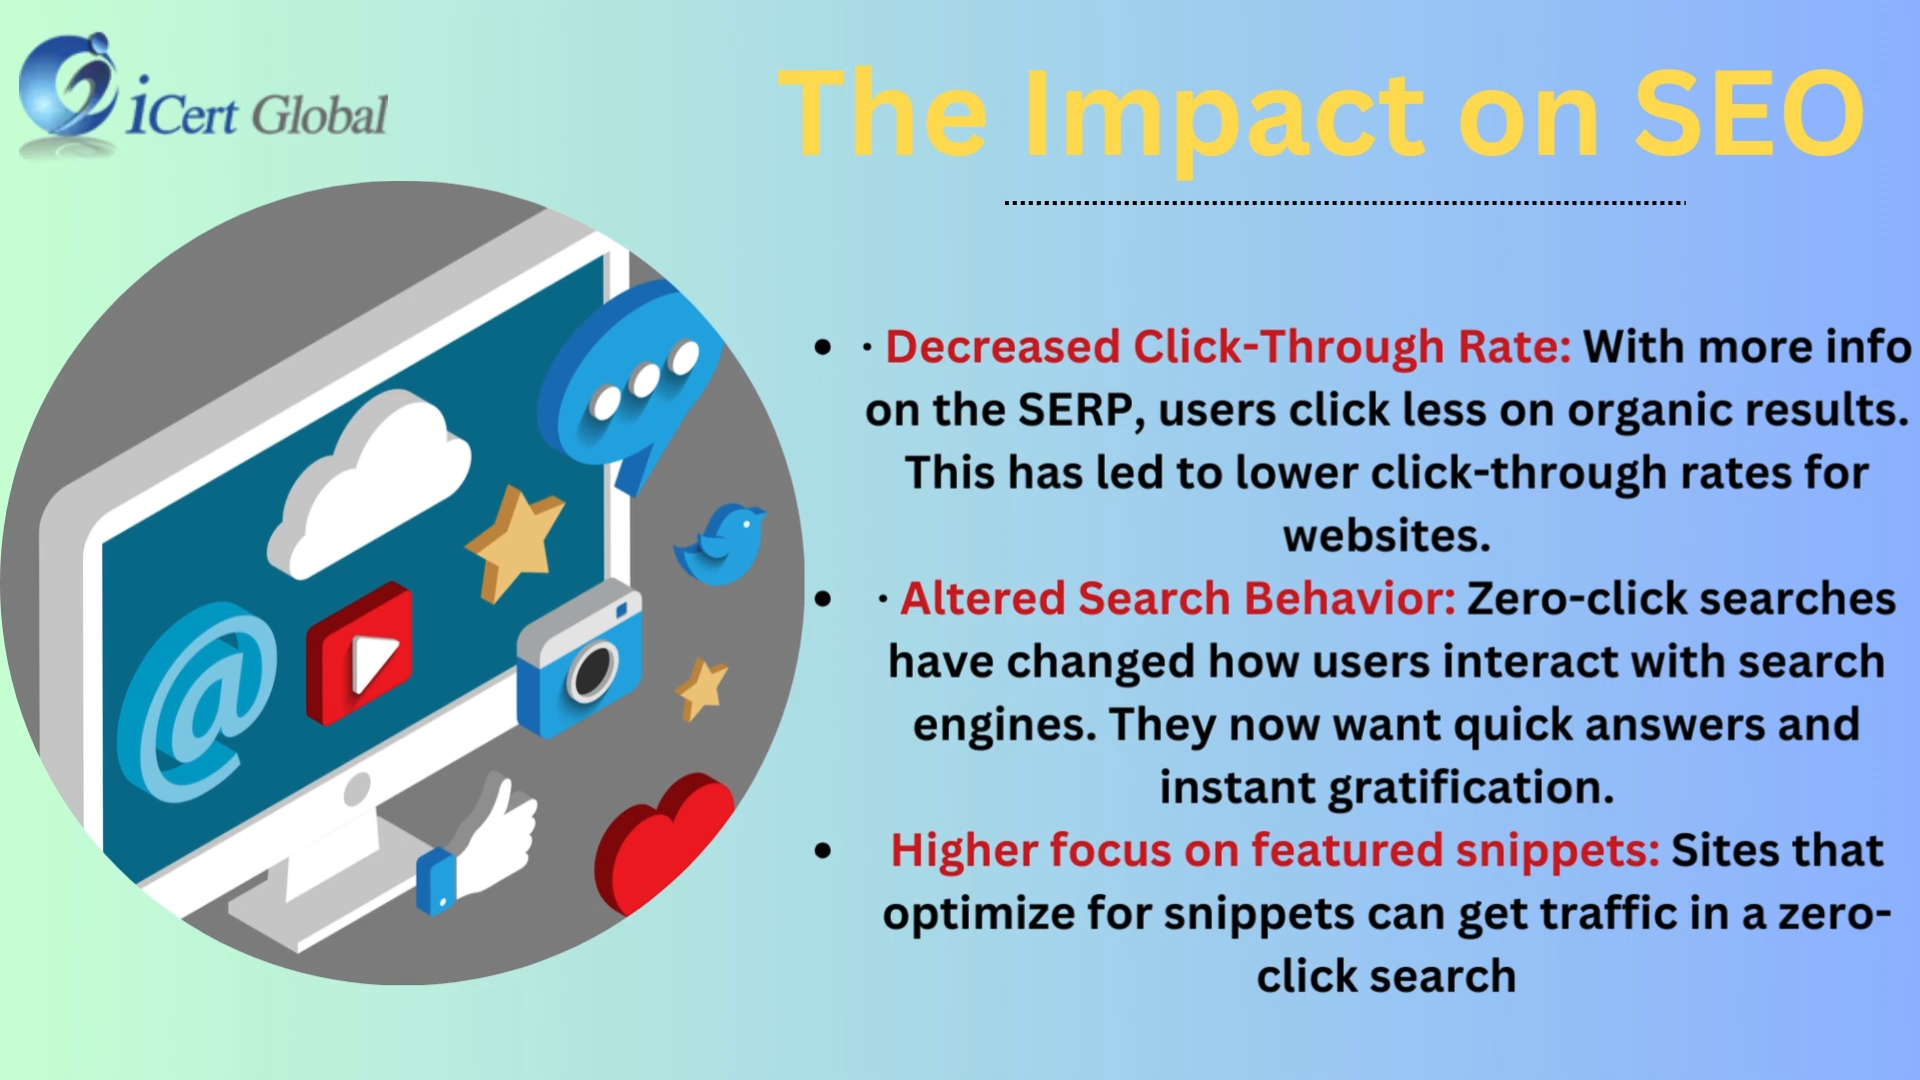 iCert Global
The Impact on SEO
• · Decreased Click-Through Rate: With more info
on the SERP, users click less on organic results.
This has led to lower click-through rates for
websites.
• · Altered Search Behavior: Zero-click searches
have changed how users interact with search
engines. They now want quick answers and
instant gratification.
• Higher focus on featured snippets: Sites that
optimize for snippets can get traffic in a zero-
click search
@